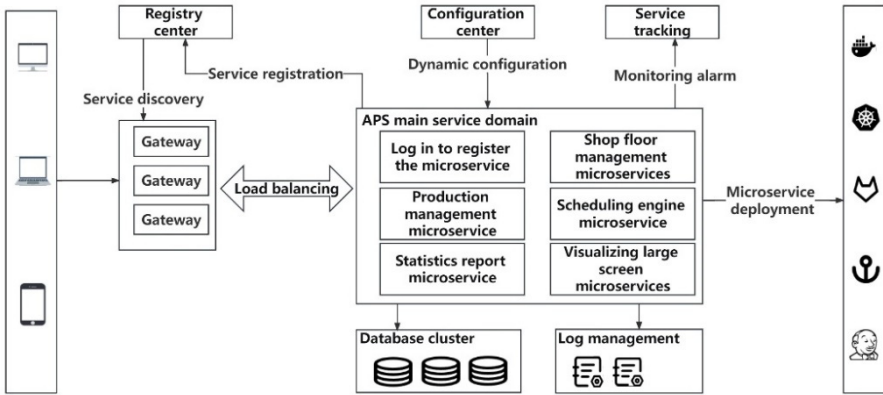 Registry
center
Configuration
center
Service
tracking
Service registration
Dynamic configuration
Monitoring alarm
Service discovery
Gateway
Gateway
Gateway
Load balancing
APS main service domain
Log in to register
the microservice
Shop floor
management
microservices
Production
management
microservice
Scheduling engine
microservice
Statistics report
microservice
Visualizing large
screen
microservices
Microservice
deployment
Database cluster
Log management